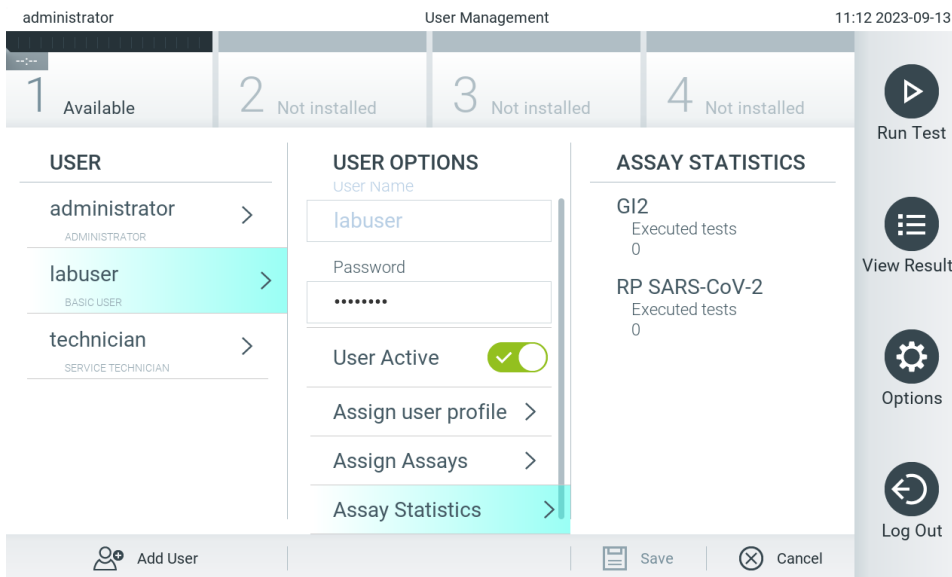 administrator
User Management
11:12 2023-09-13
--:--
1 Available
2 Not installed
3 Not installed
4 Not installed
USER
administrator
ADMINISTRATOR
labuser
BASIC USER
technician
SERVICE TECHNICIAN
USER OPTIONS
User Name
labuser
Password
••••••••
User Active
Assign user profile
Assign Assays
Assay Statistics
ASSAY STATISTICS
GI2
Executed tests
0
RP SARS-CoV-2
Executed tests
0
Run Test
View Result
Options
Log Out
Add User
Save
Cancel